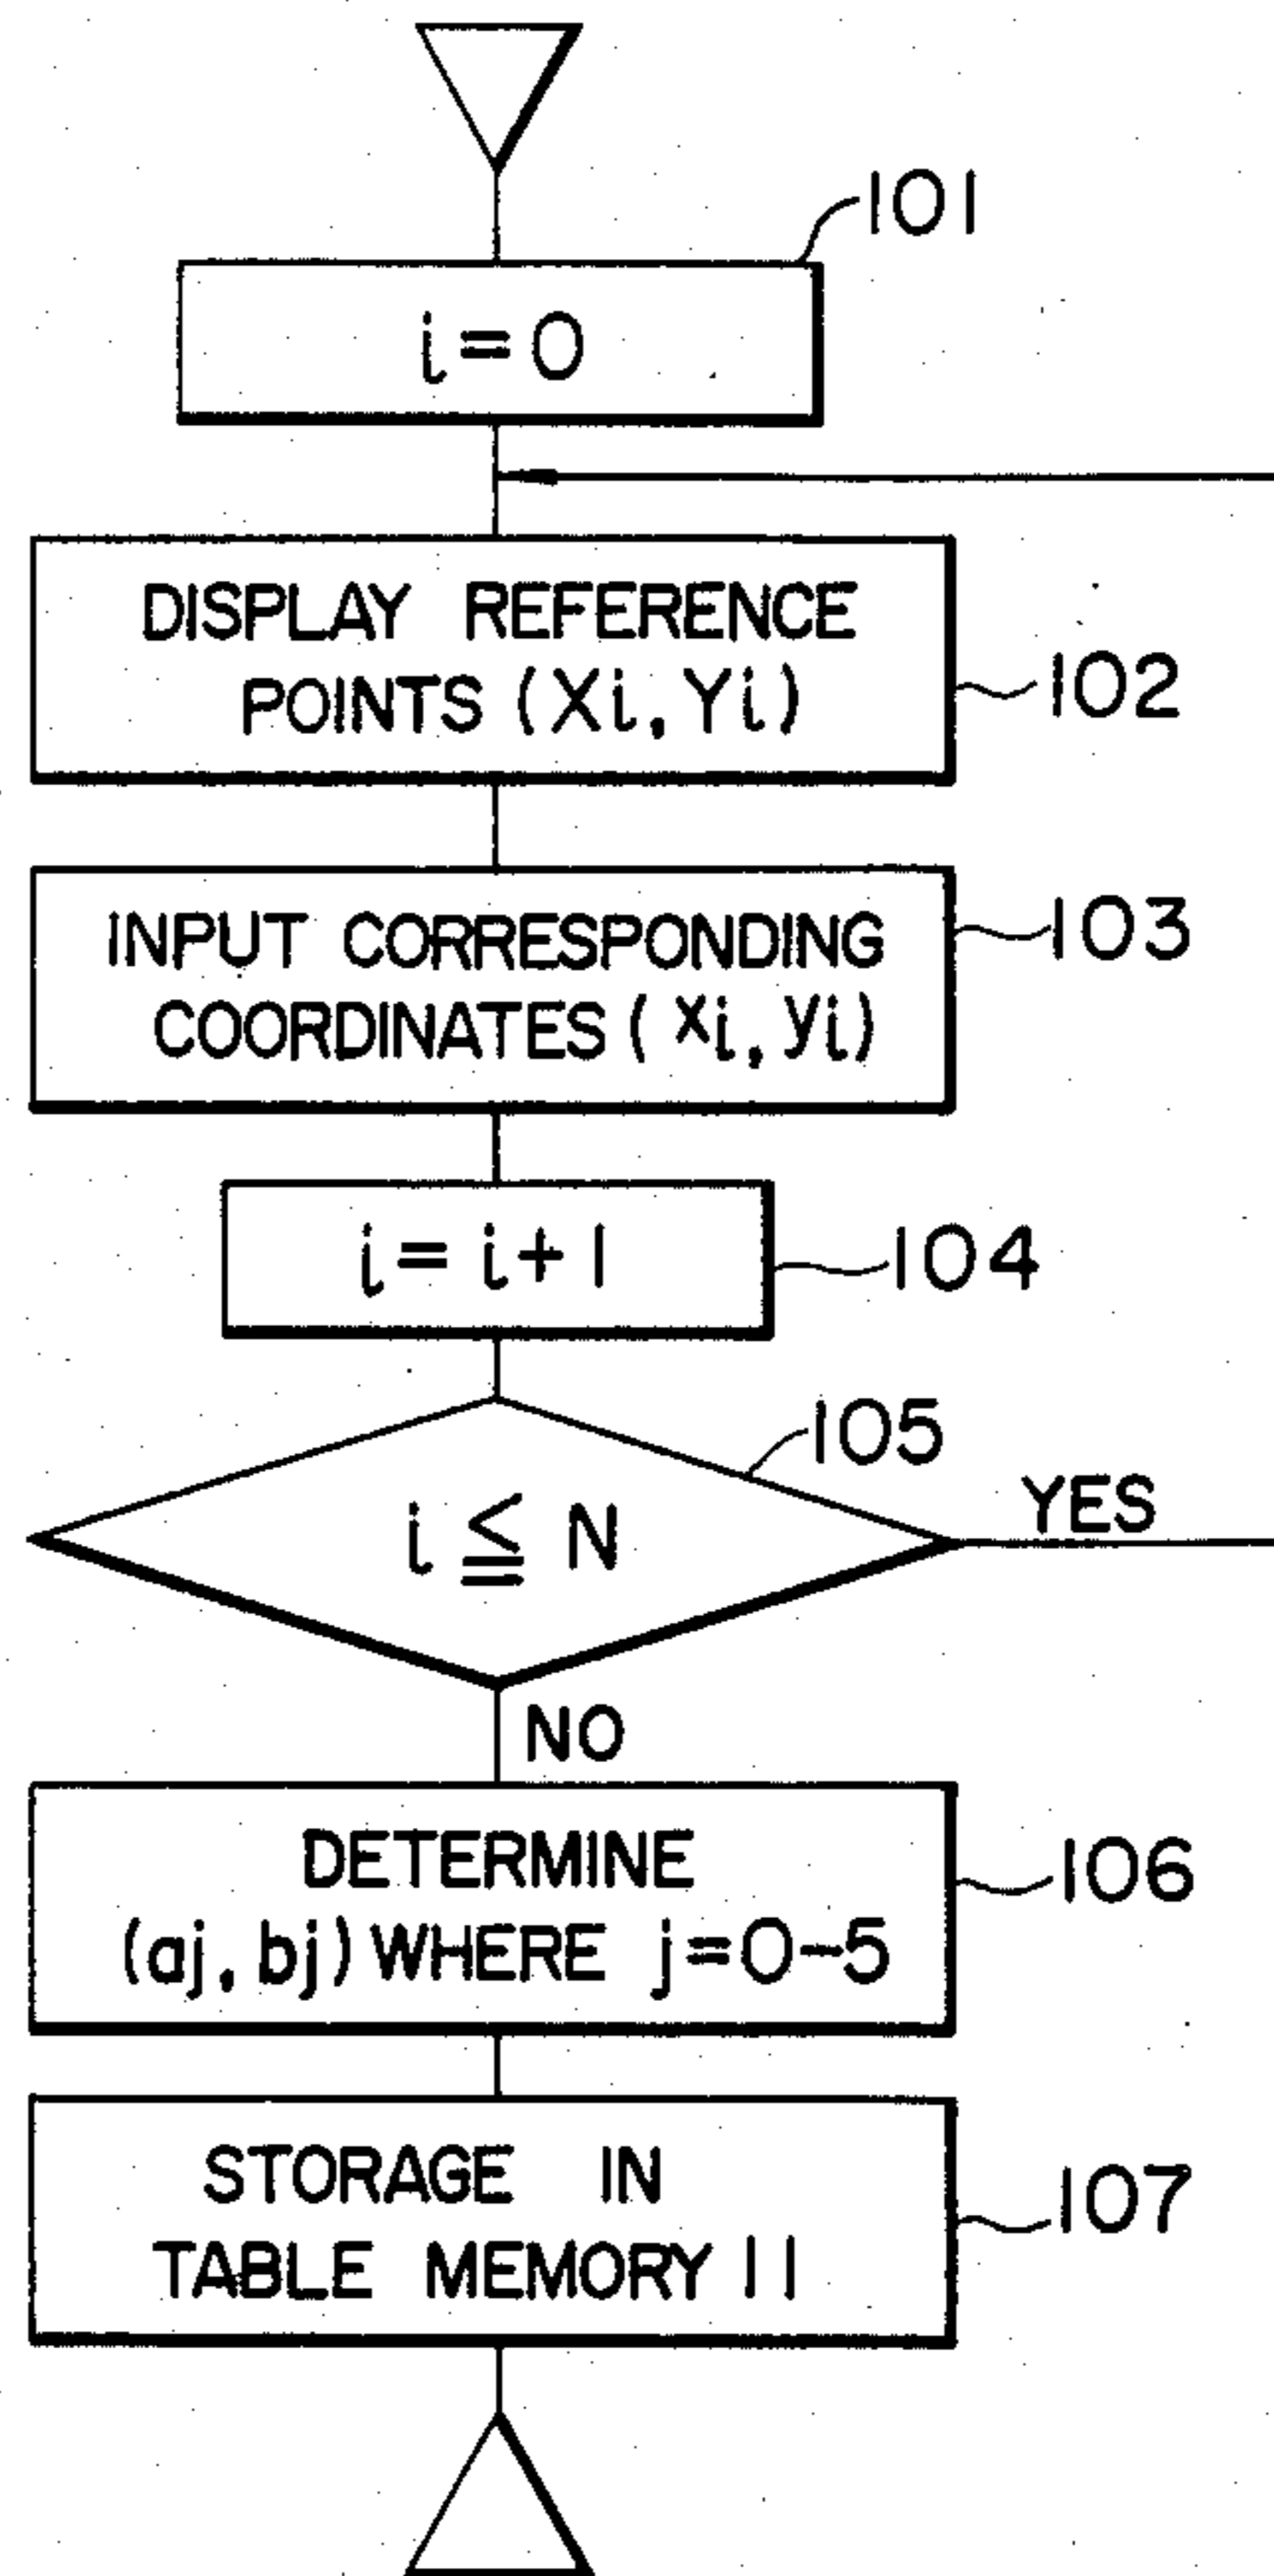 101
i = 0
DISPLAY REFERENCE
POINTS (Xi, Yi)
102
INPUT CORRESPONDING
COORDINATES (xi, yi)
103
i = i + 1
104
105
i ≦ N
YES
NO
DETERMINE
(aj, bj) WHERE j=0-5
106
STORAGE IN
TABLE MEMORY 11
107